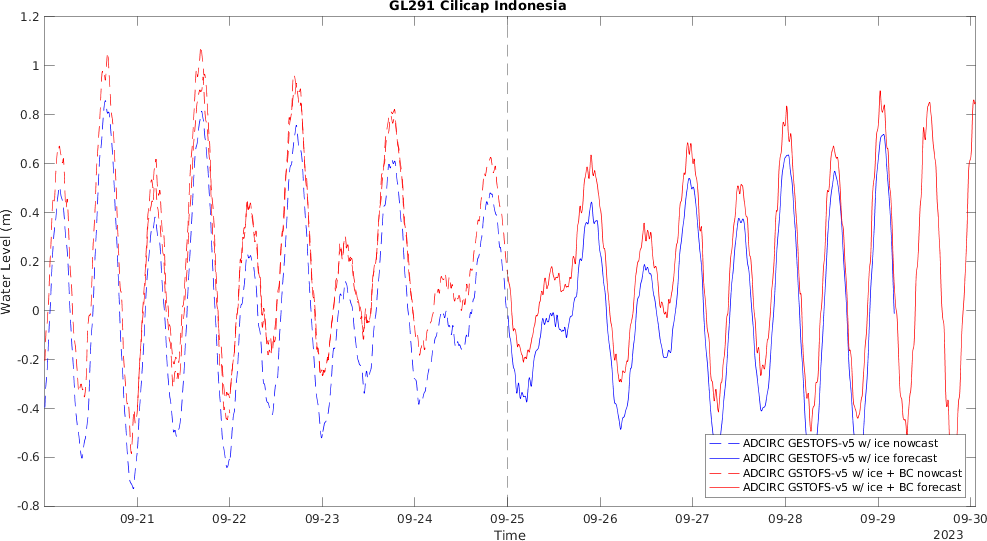 GL291 Cilicap Indonesia
Water Level (m)
1.2
1
0.8
0.6
0.4
0.2
0
-0.2
-0.4
-0.6
-0.8
ADCIRC GESTOFS-v5 w/ ice nowcast
ADCIRC GESTOFS-v5 w/ ice forecast
ADCIRC GSTOFS-v5 w/ ice + BC nowcast
ADCIRC GSTOFS-v5 w/ ice + BC forecast
09-21 09-22 09-23 09-24 09-25 09-26 09-27 09-28 09-29 09-30
Time
2023